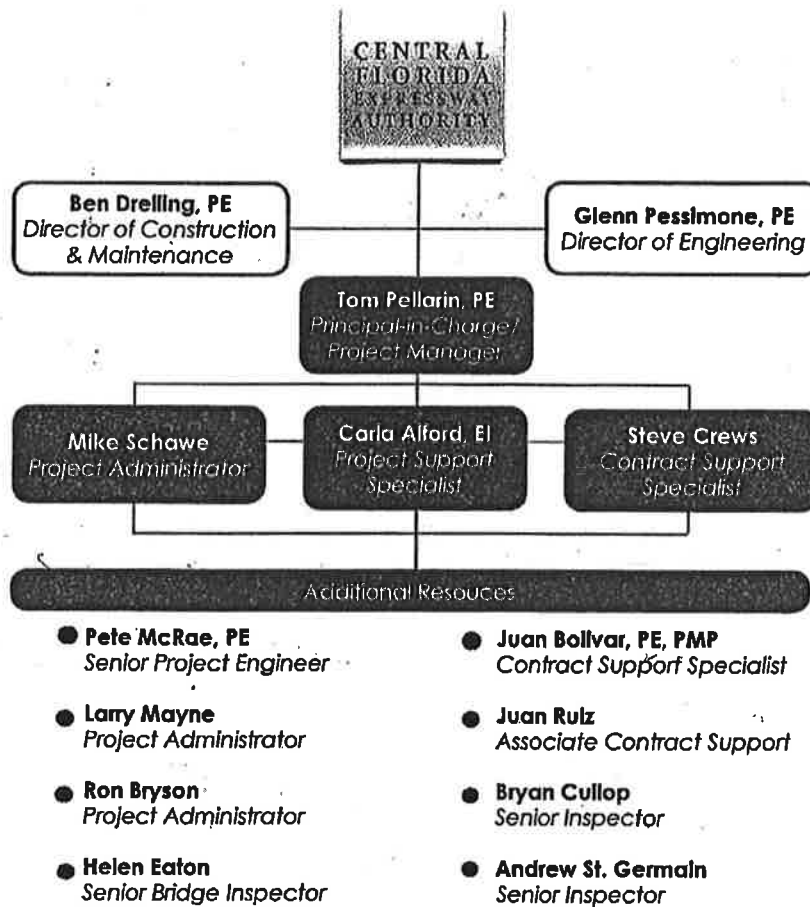 CENTRAL
FLORIDA
EXPRESSWAY
AUTHORITY
Ben Dreiling, PE
Director of Construction
& Maintenance
Glenn Pessimone, PE
Director of Engineering
Tom Pellarin, PE
Principal-in-Charge/
Project Manager
Mike Schawe
Project Administrator
Carla Alford, EI
Project Support
Specialist
Steve Crews
Contract Support
Specialist
Additional Resouces
Pete McRae, PE
Senior Project Engineer
Larry Mayne
Project Administrator
Ron Bryson
Project Administrator
Helen Eaton
Senior Bridge Inspector
Juan Bolivar, PE, PMP
Contract Support Specialist
Juan Ruiz
Associate Contract Support
Bryan Cullop
Senior Inspector
Andrew St. Germain
Senior Inspector